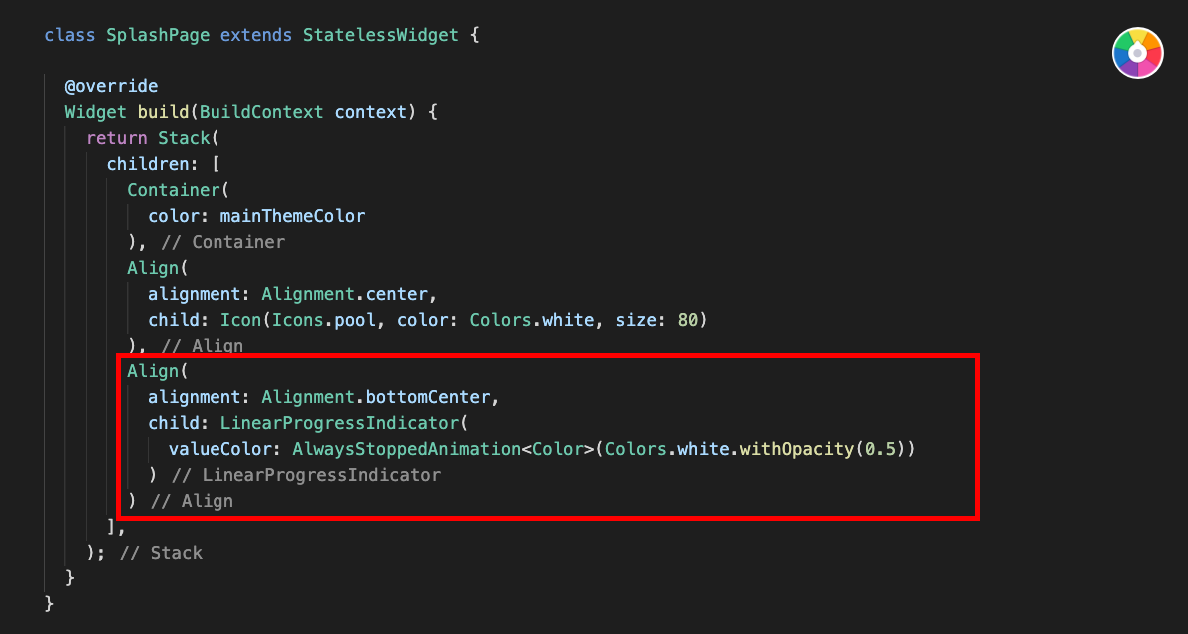 class SplashPage extends StatelessWidget {
@override
Widget build(BuildContext context) {
return Stack(
children: [
Container(
color: mainThemeColor
), // Container
Align(
alignment: Alignment.center,
child: Icon(Icons.pool, color: Colors.white, size: 80)
), // Align
Align(
alignment: Alignment.bottomCenter,
child: LinearProgressIndicator(
valueColor: AlwaysStoppedAnimation<Color>(Colors.white.withOpacity(0.5))
) // LinearProgressIndicator
) // Align
],
); // Stack
}
}